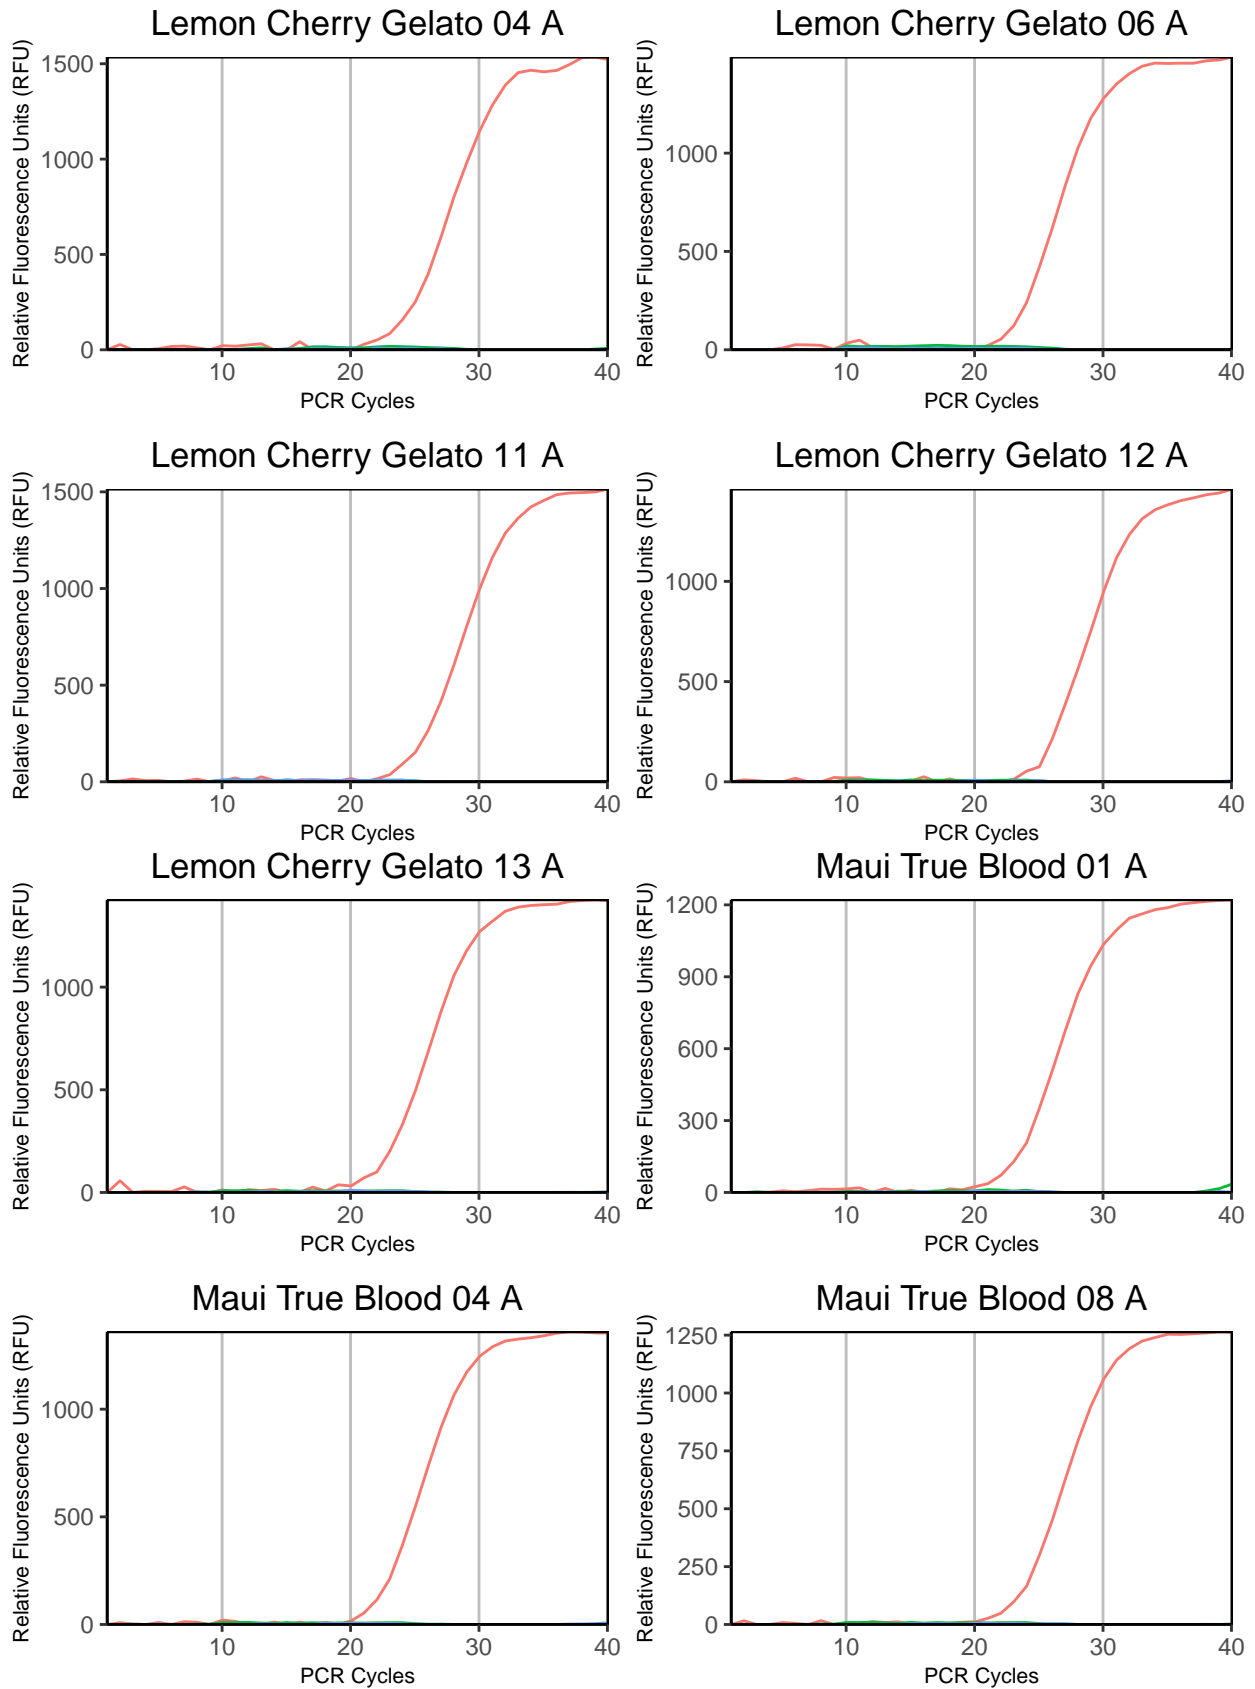 Lemon Cherry Gelato 04 A
Relative Fluorescence Units (RFU)
1500
1000
500
0
10 20 30 40
PCR Cycles
Lemon Cherry Gelato 06 A
Relative Fluorescence Units (RFU)
1000
500
0
10 20 30 40
PCR Cycles
Lemon Cherry Gelato 11 A
Relative Fluorescence Units (RFU)
1500
1000
500
0
10 20 30 40
PCR Cycles
Lemon Cherry Gelato 12 A
Relative Fluorescence Units (RFU)
1000
500
0
10 20 30 40
PCR Cycles
Lemon Cherry Gelato 13 A
Relative Fluorescence Units (RFU)
1000
500
0
10 20 30 40
PCR Cycles
Maui True Blood 01 A
Relative Fluorescence Units (RFU)
1200
900
600
300
0
10 20 30 40
PCR Cycles
Maui True Blood 04 A
Relative Fluorescence Units (RFU)
1000
500
0
10 20 30 40
PCR Cycles
Maui True Blood 08 A
Relative Fluorescence Units (RFU)
1250
1000
750
500
250
0
10 20 30 40
PCR Cycles